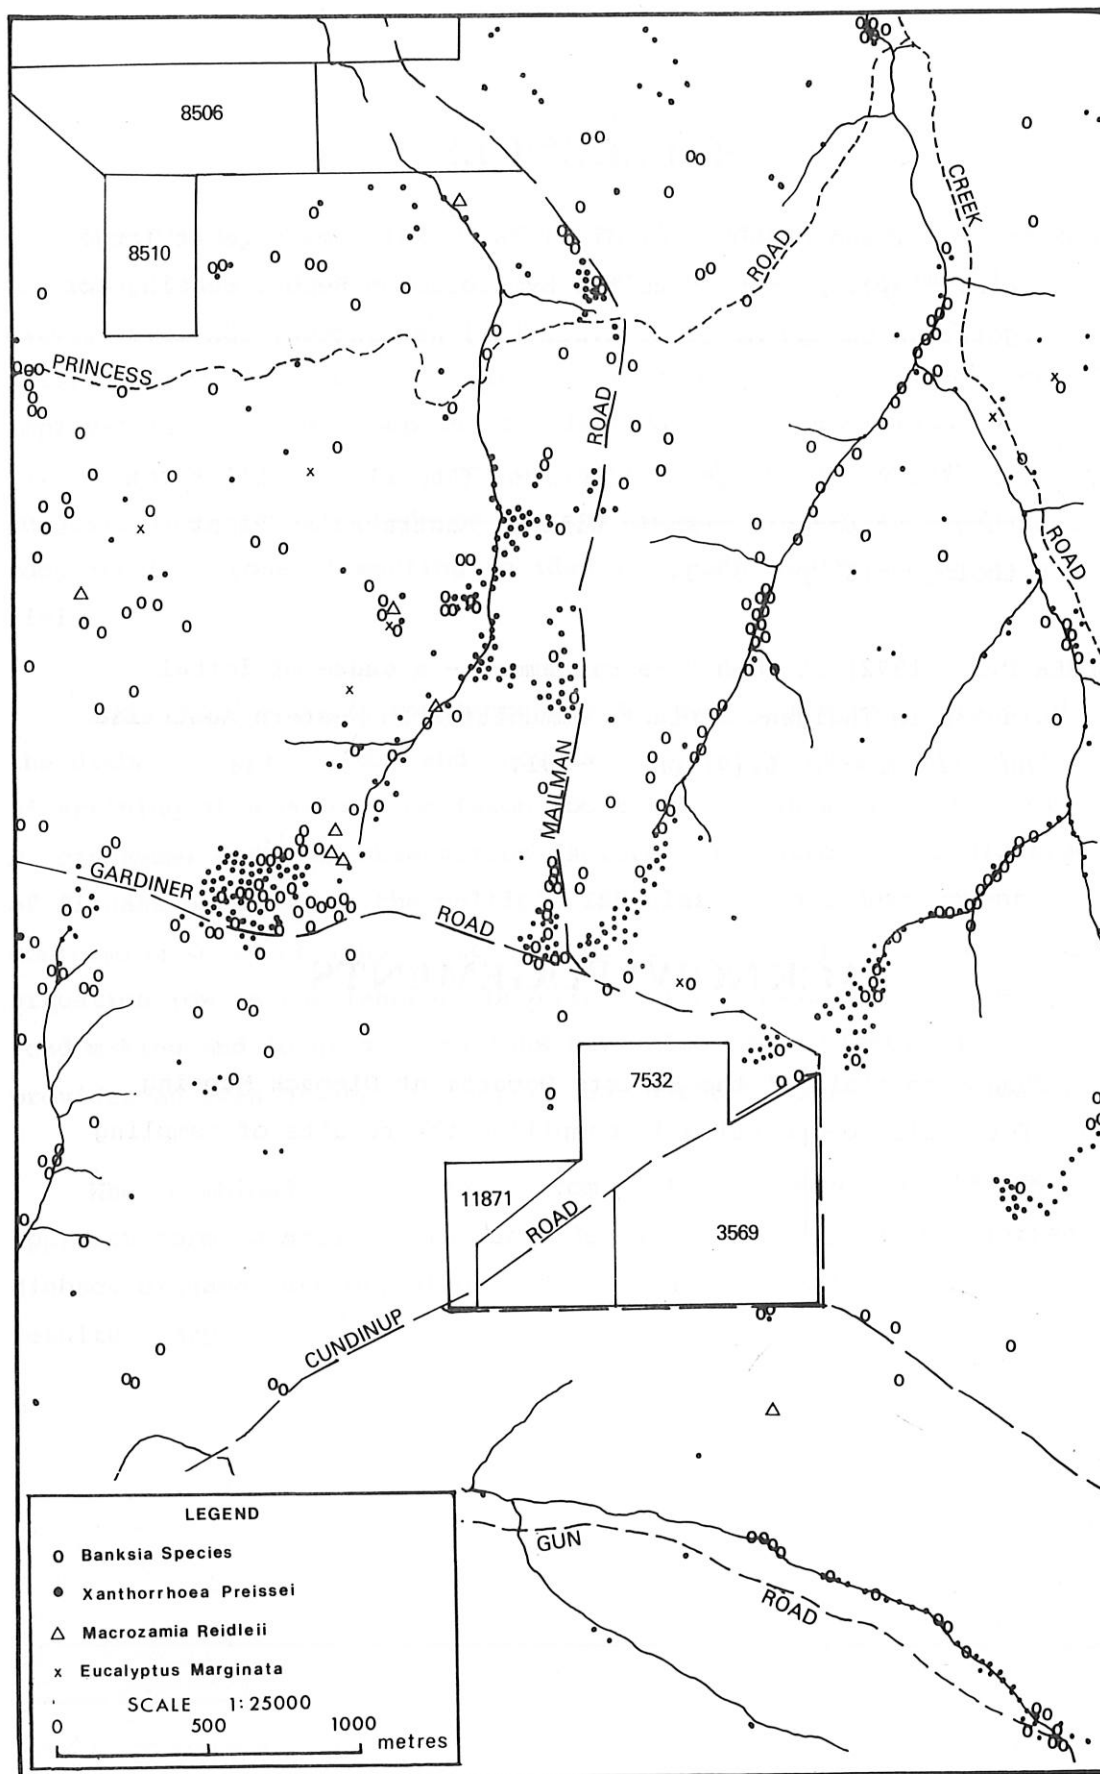 8506
CREEK
8510
ROAD
PRINCESS
ROAD
ROAD
MAILMAN
GARDINER
ROAD
7532
11871
ROAD
3569
CUNDINUP
LEGEND
O Banksia Species
● Xanthorrhoea Preissei
△ Macrozamia Reidleii
x Eucalyptus Marginata
SCALE 1:25000
0 500 1000
metres
GUN
ROAD